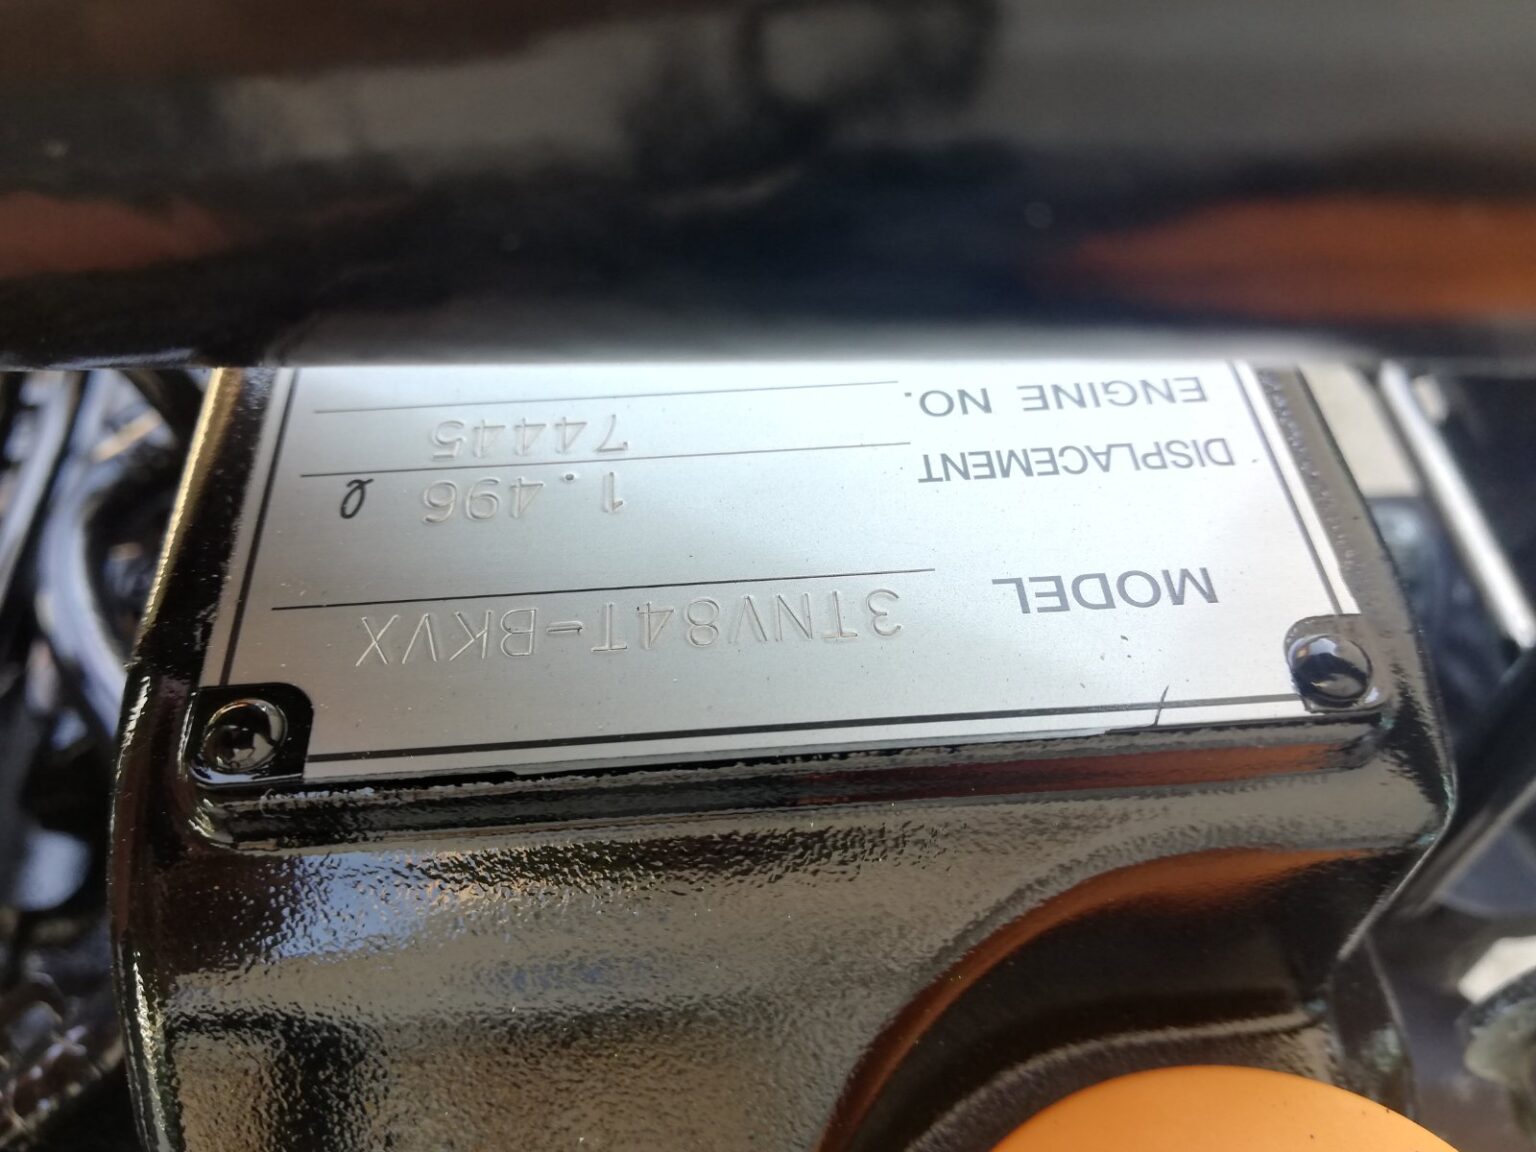 MODEL 3TNV84T-BKVX
DISPLACEMENT 1.496 ℓ
ENGINE NO. 74445